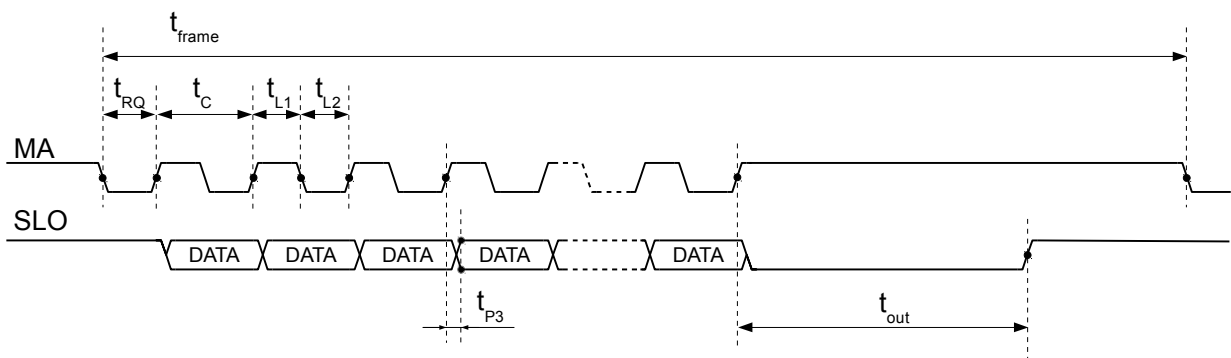 t_frame
t_RQ t_C t_L1 t_L2
MA
SLO
DATA DATA DATA DATA DATA
t_P3 t_out